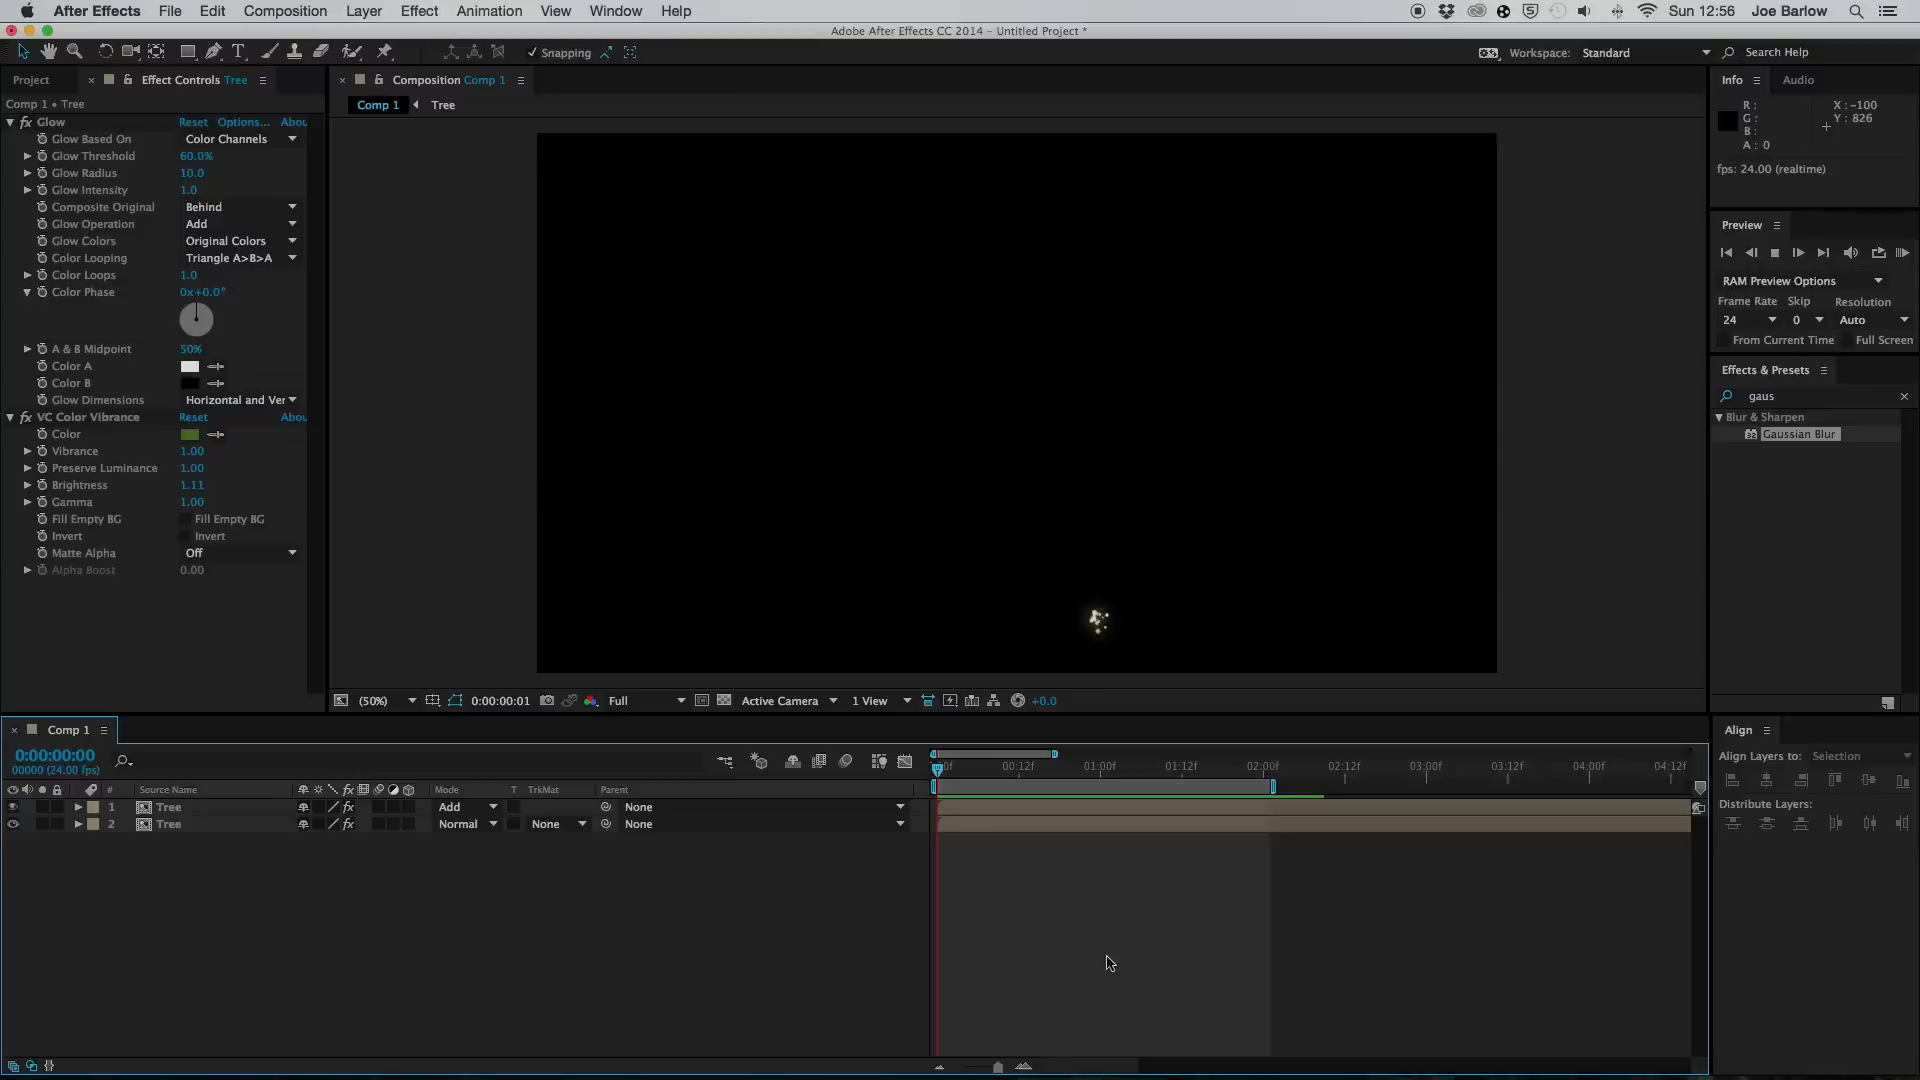 After Effects File Edit Composition Layer Effect Animation View Window Help Sun 12:56 Joe Barlow
Adobe After Effects CC 2014 - Untitled Project *
Snapping Workspace: Standard Search Help
Project Effect Controls Tree Composition Comp 1 Info Audio
Comp 1 • Tree Comp 1 Tree
R: X: -100
G: Y: 826
B:
A: 0
fps: 24.00 (realtime)
fx Glow Reset Options... Abou
Glow Based On Color Channels
Glow Threshold 60.0%
Glow Radius 10.0
Glow Intensity 1.0
Composite Original Behind
Glow Operation Add
Glow Colors Original Colors
Color Looping Triangle A>B>A
Color Loops 1.0
Color Phase 0x+0.0°
A & B Midpoint 50%
Color A
Color B
Glow Dimensions Horizontal and Ver
fx VC Color Vibrance Reset Abou
Color
Vibrance 1.00
Preserve Luminance 1.00
Brightness 1.11
Gamma 1.00
Fill Empty BG Fill Empty BG
Invert Invert
Matte Alpha Off
Alpha Boost 0.00
Preview
RAM Preview Options
Frame Rate Skip Resolution
24 0 Auto
From Current Time Full Screen
Effects & Presets
gaus
Blur & Sharpen
32 Gaussian Blur
(50%) 0:00:00:01 Full Active Camera 1 View +0.0
Comp 1
0:00:00:00
00000 (24.00 fps)
00:12f 01:00f 01:12f 02:00f 02:12f 03:00f 03:12f 04:00f 04:12f
# Source Name fx Mode T TrkMat Parent
1 Tree fx Add None
2 Tree fx Normal None None
Align
Align Layers to: Selection
Distribute Layers: